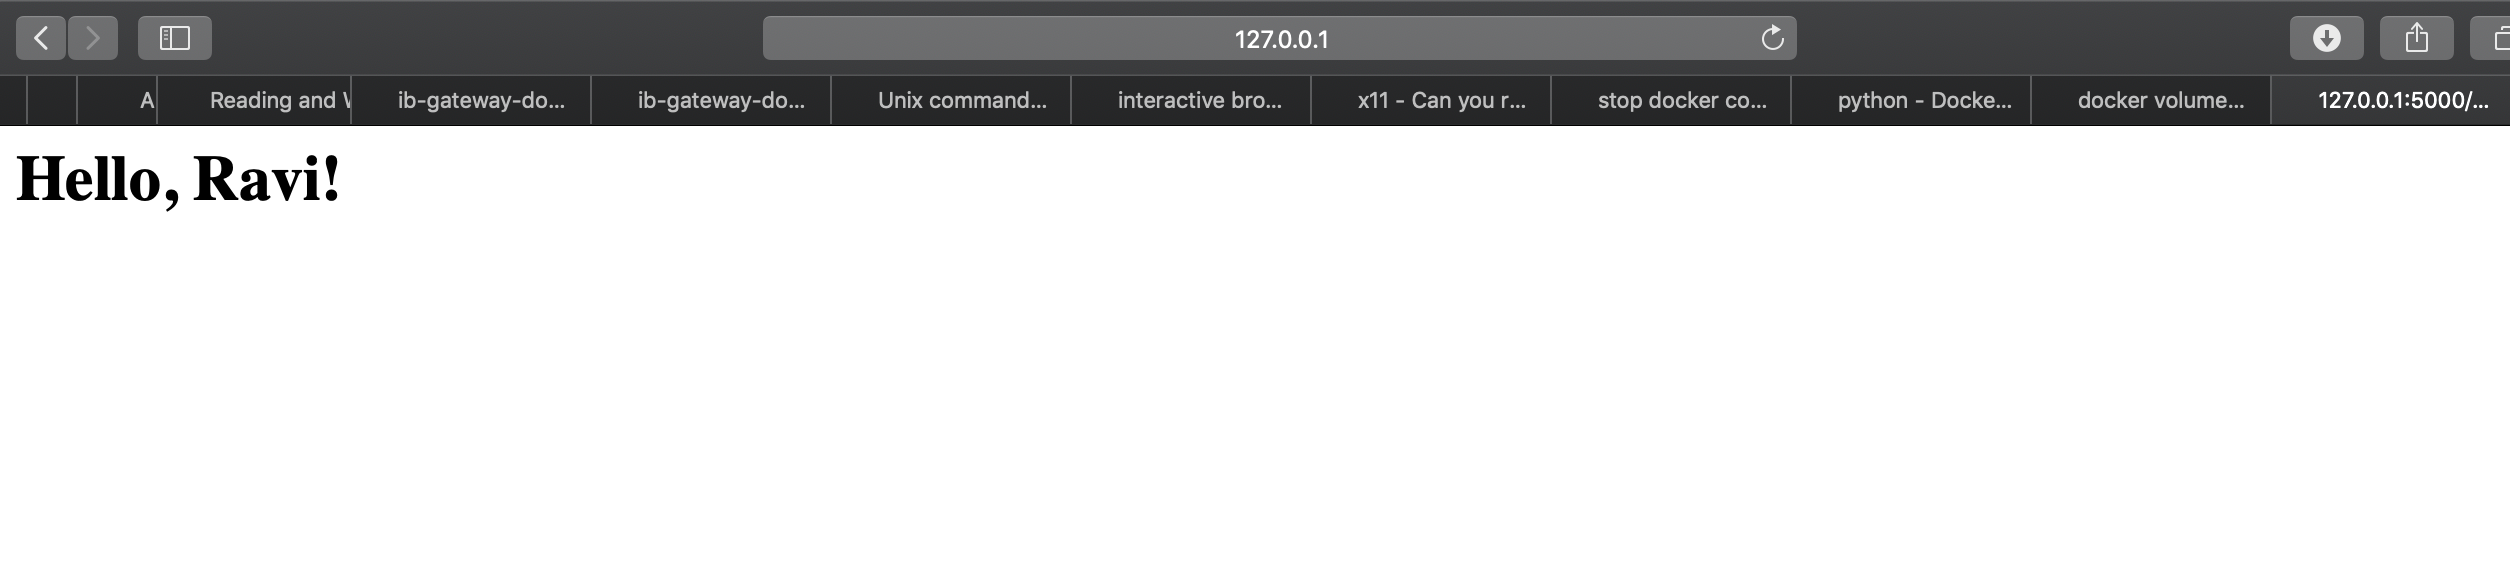 127.0.0.1
A
Reading and
ib-gateway-do...
ib-gateway-do...
Unix command...
interactive bro...
x11 - Can you r...
stop docker co...
python - Docke...
docker volume...
127.0.0.1:5000/...
Hello, Ravi!